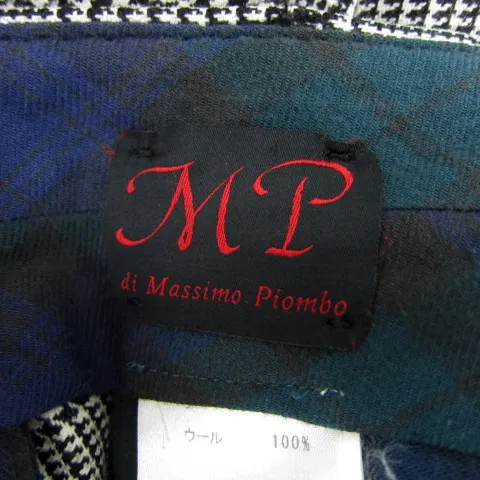 MP
di Massimo Piombo
ウール 100%